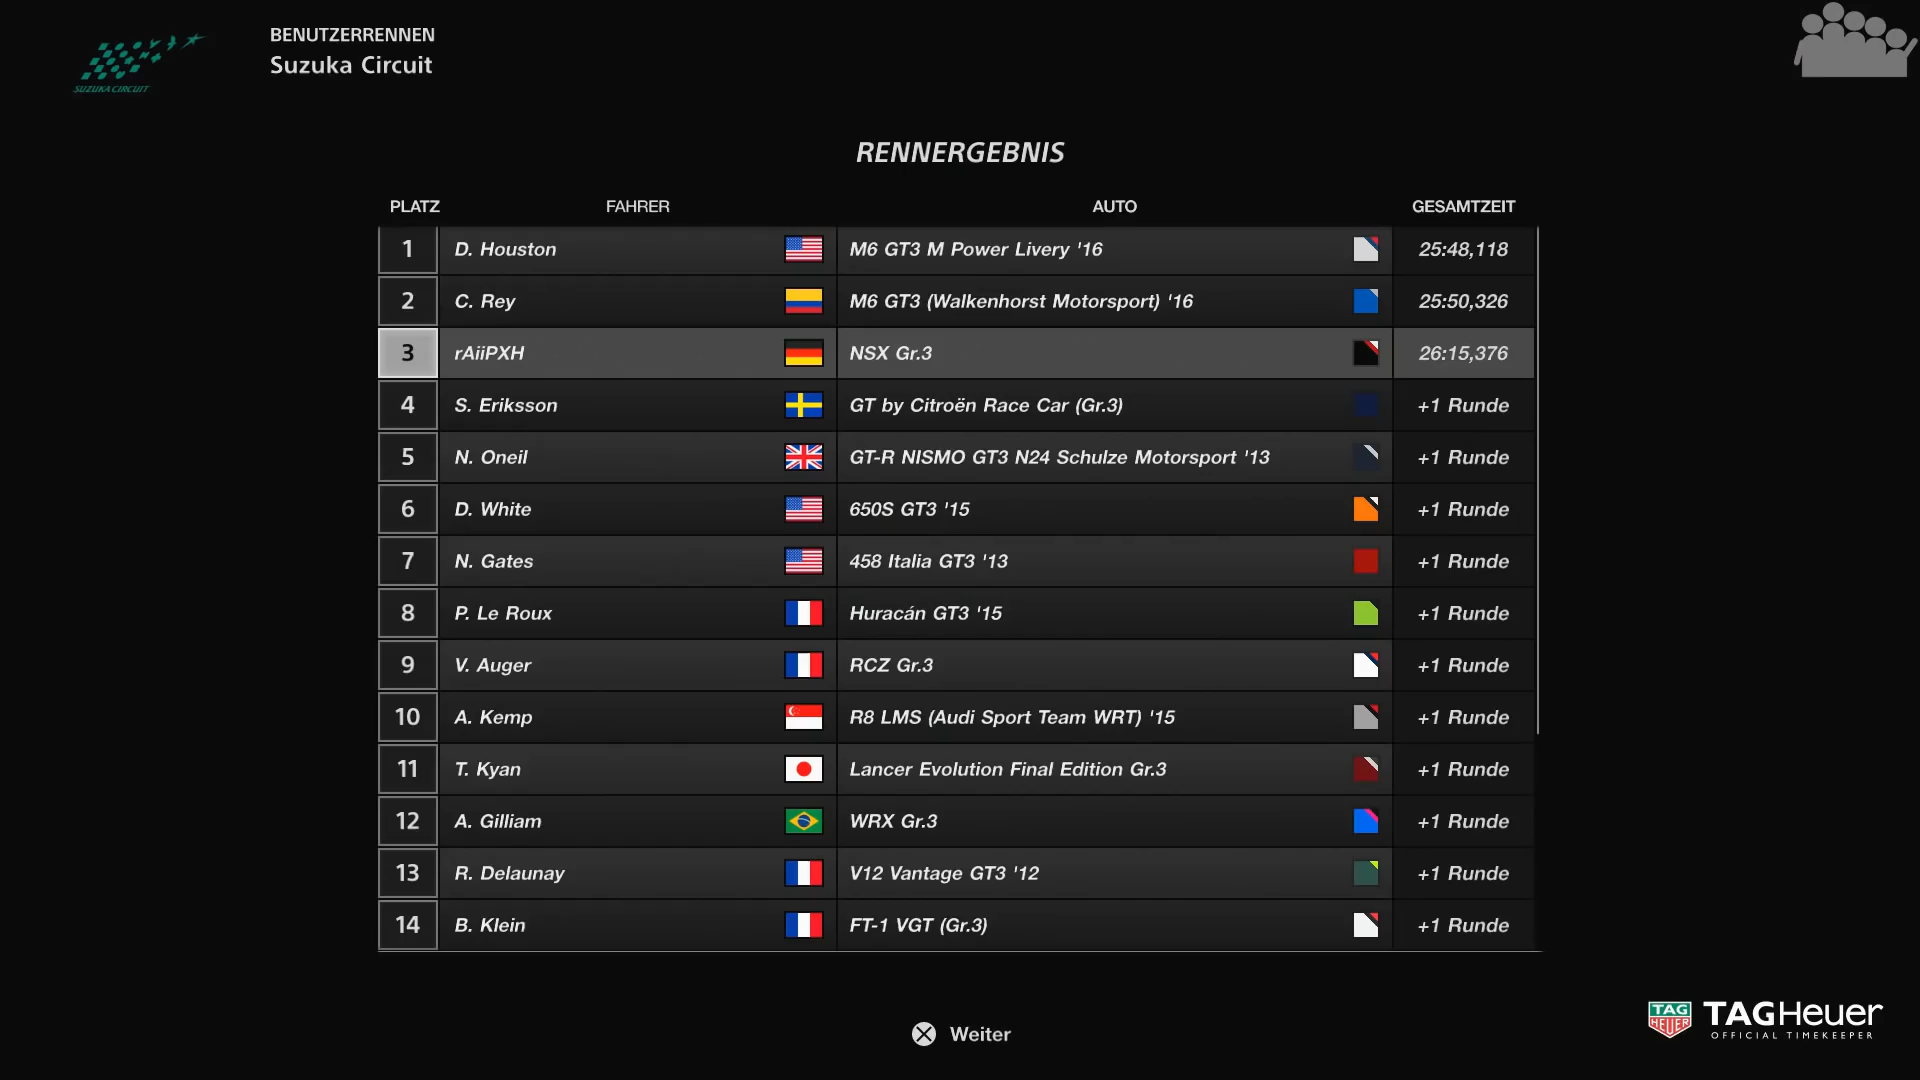 BENUTZERRENNEN
Suzuka Circuit
SUZUKA CIRCUIT
RENNERGEBNIS
PLATZ FAHRER AUTO GESAMTZEIT
1 D. Houston M6 GT3 M Power Livery '16 25:48,118
2 C. Rey M6 GT3 (Walkenhorst Motorsport) '16 25:50,326
3 rAiiPXH NSX Gr.3 26:15,376
4 S. Eriksson GT by Citroën Race Car (Gr.3) +1 Runde
5 N. Oneil GT-R NISMO GT3 N24 Schulze Motorsport '13 +1 Runde
6 D. White 650S GT3 '15 +1 Runde
7 N. Gates 458 Italia GT3 '13 +1 Runde
8 P. Le Roux Huracán GT3 '15 +1 Runde
9 V. Auger RCZ Gr.3 +1 Runde
10 A. Kemp R8 LMS (Audi Sport Team WRT) '15 +1 Runde
11 T. Kyan Lancer Evolution Final Edition Gr.3 +1 Runde
12 A. Gilliam WRX Gr.3 +1 Runde
13 R. Delaunay V12 Vantage GT3 '12 +1 Runde
14 B. Klein FT-1 VGT (Gr.3) +1 Runde
Weiter
TAG HEUER
TAGHeuer
OFFICIAL TIMEKEEPER